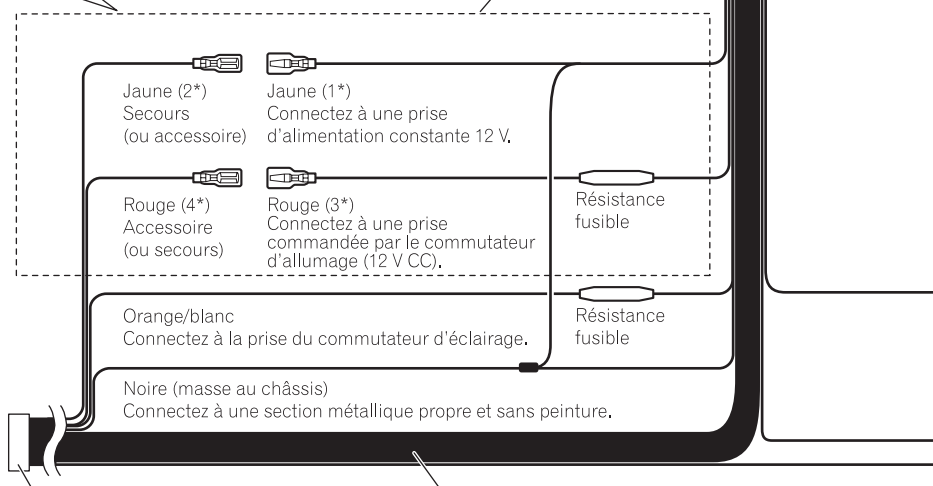 Jaune (2*)
Secours
(ou accessoire)
Jaune (1*)
Connectez à une prise
d'alimentation constante 12 V.
Rouge (4*)
Accessoire
(ou secours)
Rouge (3*)
Connectez à une prise
commandée par le commutateur
d'allumage (12 V CC).
Résistance
fusible
Orange/blanc
Connectez à la prise du commutateur d'éclairage.
Résistance
fusible
Noire (masse au châssis)
Connectez à une section métallique propre et sans peinture.